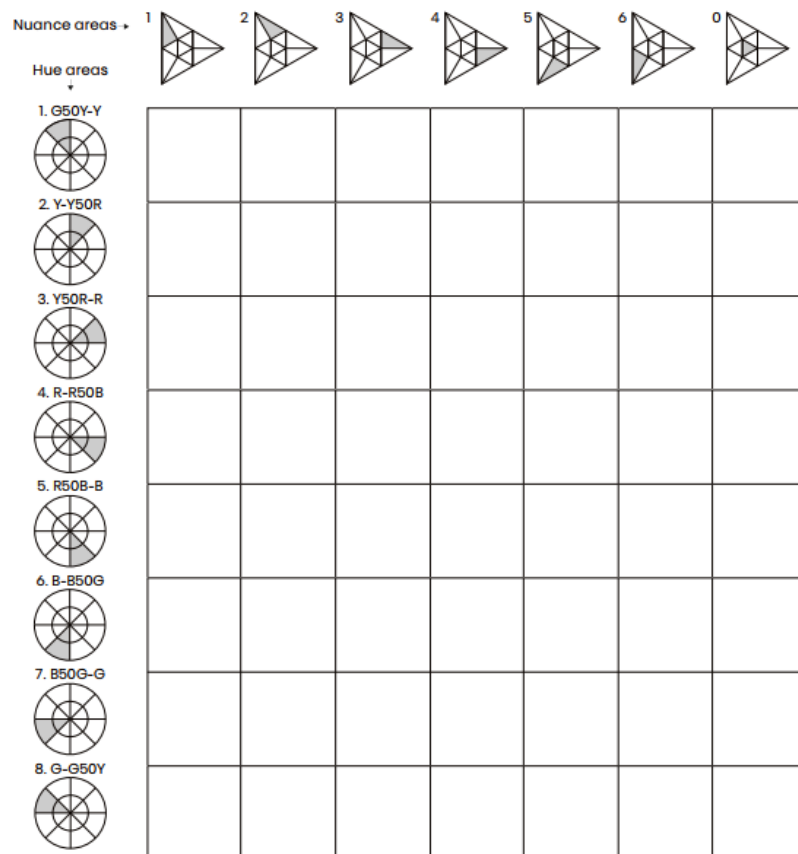 Nuance areas → 1 2 3 4 5 6 0
Hue areas
1. G50Y-Y
2. Y-Y50R
3. Y50R-R
4. R-R50B
5. R50B-B
6. B-B50G
7. B50G-G
8. G-G50Y